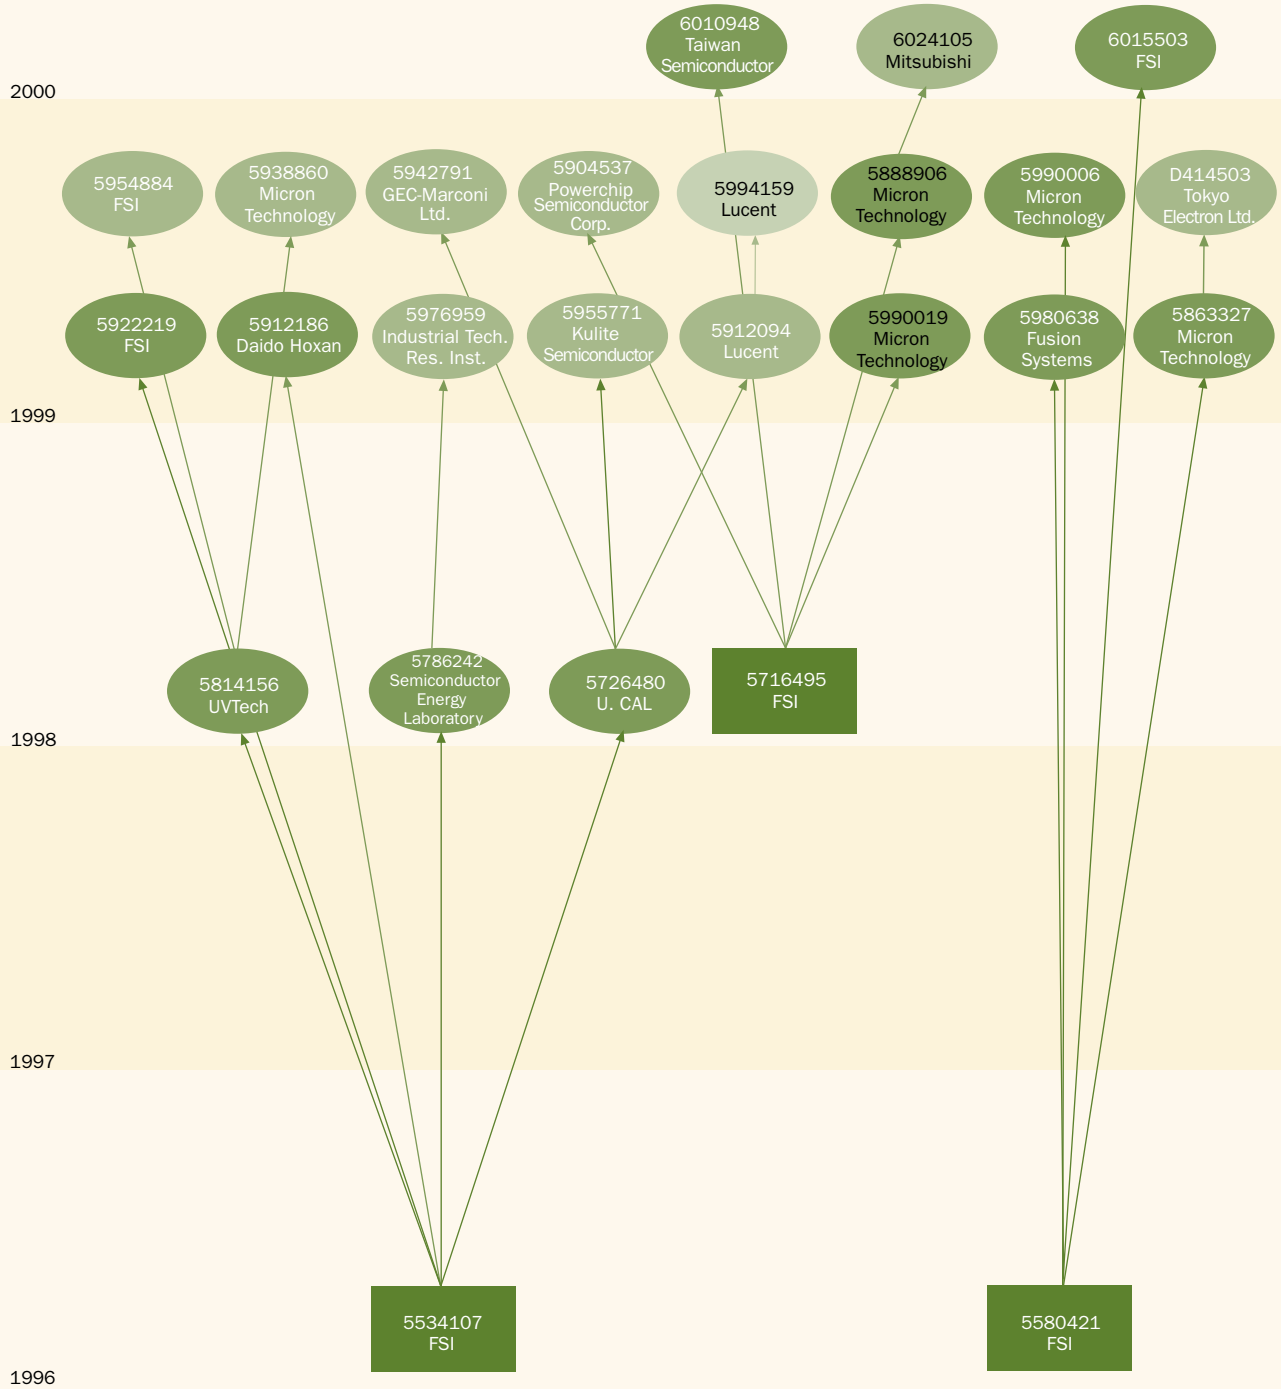 6010948
Taiwan
Semiconductor
6024105
Mitsubishi
6015503
FSI
2000
5954884
FSI
5938860
Micron
Technology
5942791
GEC-Marconi
Ltd.
5904537
Powerchip
Semiconductor
Corp.
5994159
Lucent
5888906
Micron
Technology
5990006
Micron
Technology
D414503
Tokyo
Electron Ltd.
5922219
FSI
5912186
Daido Hoxan
5976959
Industrial Tech.
Res. Inst.
5955771
Kulite
Semiconductor
5912094
Lucent
5990019
Micron
Technology
5980638
Fusion
Systems
5863327
Micron
Technology
1999
5814156
UVTech
5786242
Semiconductor
Energy
Laboratory
5726480
U. CAL
5716495
FSI
1998
1997
5534107
FSI
5580421
FSI
1996